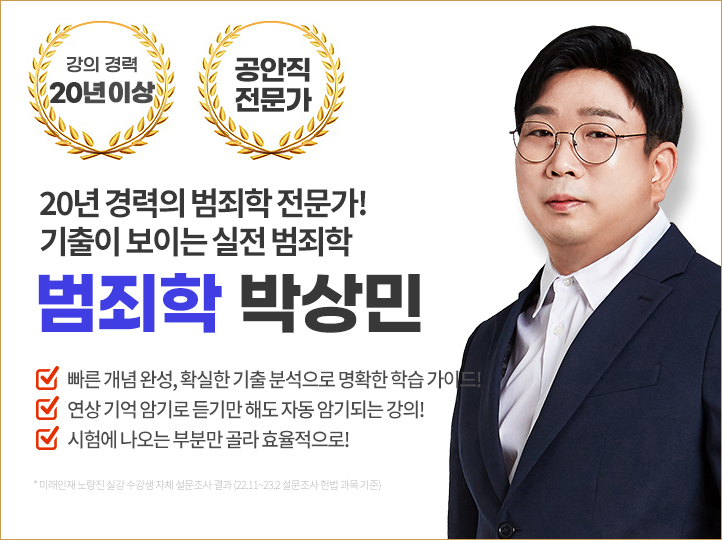 강의 경력
20년 이상
공안직
전문가
20년 경력의 범죄학 전문가!
기출이 보이는 실전 범죄학
범죄학 박상민
빠른 개념 완성, 확실한 기출 분석으로 명확한 학습 가이드!
연상 기억 암기로 듣기만 해도 자동 암기되는 강의!
시험에 나오는 부분만 골라 효율적으로!
* 미래인재 노량진 실강 수강생 자체 설문조사 결과 (22.11~23.2 설문조사 헌법 과목 기준)